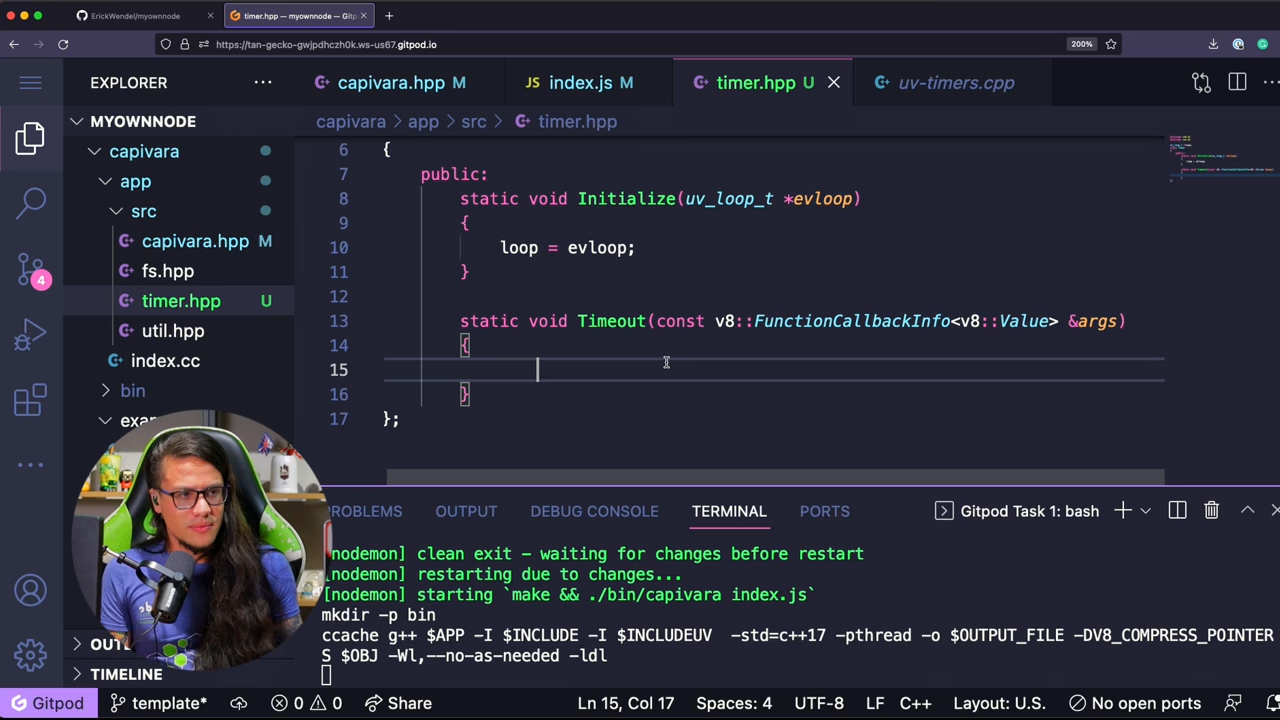 ErickWendel/myownnode
timer.hpp — myownnode — Gitp
https://tan-gecko-gwjpdhczh0k.ws-us67.gitpod.io
200%
EXPLORER
capivara.hpp M
JS index.js M
timer.hpp U
uv-timers.cpp
MYOWNNODE
capivara > app > src > timer.hpp
capivara
app
src
capivara.hpp M
fs.hpp
timer.hpp U
util.hpp
index.cc
bin
4
6 {
7 public:
8 static void Initialize(uv_loop_t *evloop)
9 {
10 loop = evloop;
11 }
12
13 static void Timeout(const v8::FunctionCallbackInfo<v8::Value> &args)
14 {
15
16 }
17 };
PROBLEMS
OUTPUT
DEBUG CONSOLE
TERMINAL
PORTS
Gitpod Task 1: bash
[nodemon] clean exit - waiting for changes before restart
[nodemon] restarting due to changes...
[nodemon] starting `make && ./bin/capivara index.js`
mkdir -p bin
ccache g++ $APP -I $INCLUDE -I $INCLUDEUV -std=c++17 -pthread -o $OUTPUT_FILE -DV8_COMPRESS_POINTER
S $OBJ -Wl,--no-as-needed -ldl
TIMELINE
Gitpod
template*
0
0
Share
Ln 15, Col 17
Spaces: 4
UTF-8
LF
C++
Layout: U.S.
No open ports